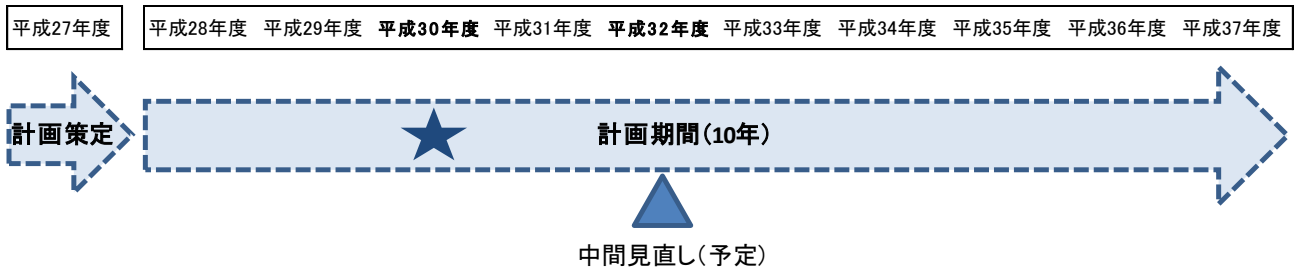 平成27年度 平成28年度 平成29年度 平成30年度 平成31年度 平成32年度 平成33年度 平成34年度 平成35年度 平成36年度 平成37年度
計画策定 計画期間(10年)
中間見直し(予定)